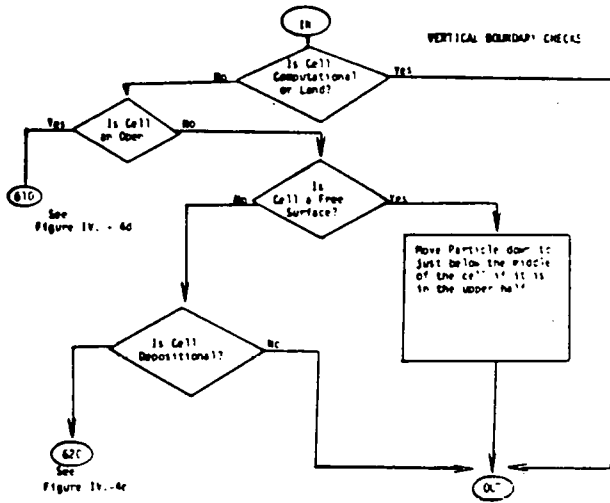 IN
VERTICAL BOUNDARY CHECKS
Is Cell
Computational
or Land?
No
Yes
Is Cell
an Open
Yes
No
610
See
Figure IV. - 4d
Is
Cell a Free
Surface?
No
Yes
Move Particle down to
just below the middle
of the cell if it is
in the upper half
Is Cell
Depositional?
No
620
See
Figure IV.-4e
OUT